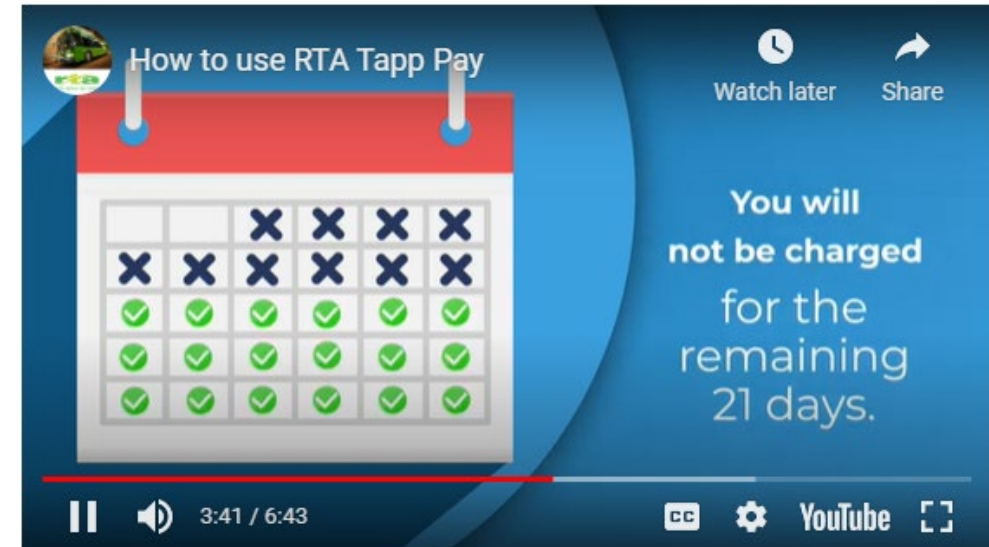 How to use RTA Tapp Pay
Watch later
Share
rta
You will
not be charged
for the
remaining
21 days.
3:41 / 6:43
CC
YouTube